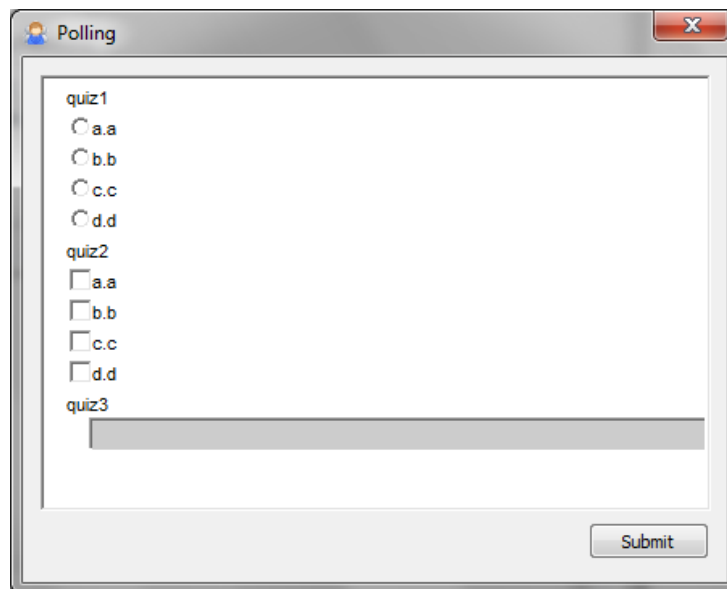 Polling
quiz1
a.a
b.b
c.c
d.d
quiz2
a.a
b.b
c.c
d.d
quiz3
Submit